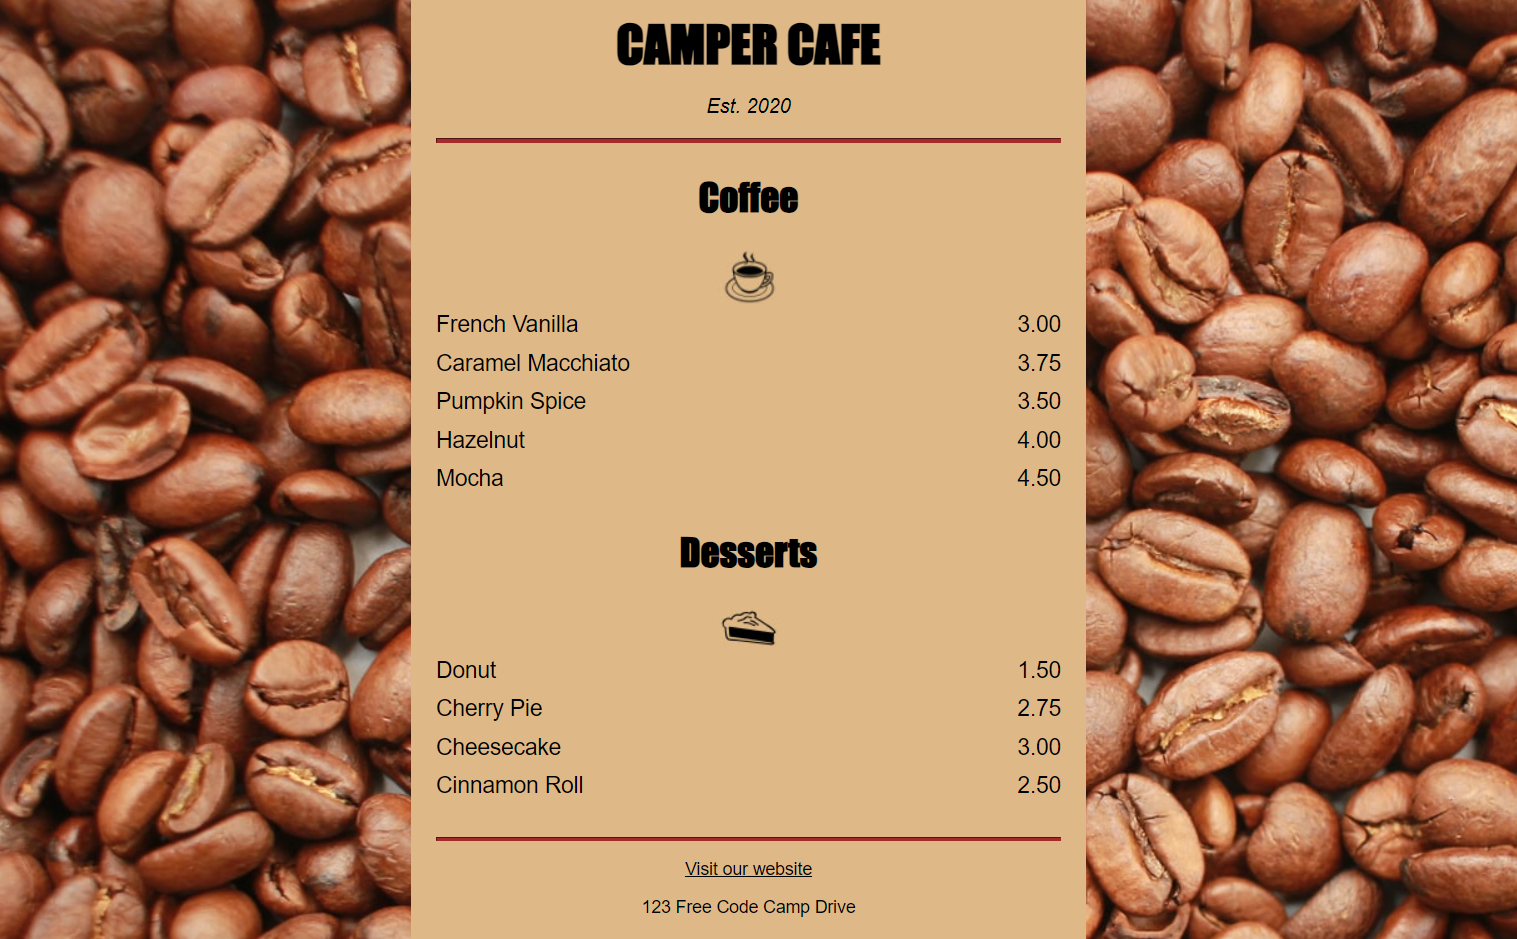 CAMPER CAFE
Est. 2020
Coffee
French Vanilla 3.00
Caramel Macchiato 3.75
Pumpkin Spice 3.50
Hazelnut 4.00
Mocha 4.50
Desserts
Donut 1.50
Cherry Pie 2.75
Cheesecake 3.00
Cinnamon Roll 2.50
Visit our website
123 Free Code Camp Drive